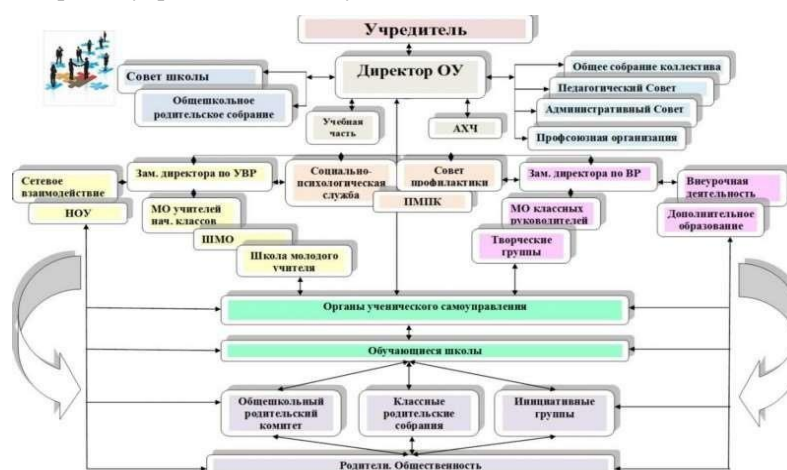 Учредитель
Директор ОУ
Совет школы
Общешкольное
родительское собрание
Общее собрание коллектива
Педагогический Совет
Административный Совет
Профсоюзная организация
Учебная
часть
АХЧ
Сетевое
взаимодействие
НОУ
Зам. директора по УВР
МО учителей
нач. классов
ШМО
Школа молодого
учителя
Социально-
психологическая
служба
Совет
профилактики
ПМПК
Зам. директора по ВР
МО классных
руководителей
Творческие
группы
Внеурочная
деятельность
Дополнительное
образование
Органы ученического самоуправления
Обучающиеся школы
Общешкольный
родительский
комитет
Классные
родительские
собрания
Инициативные
группы
Родители. Общественность